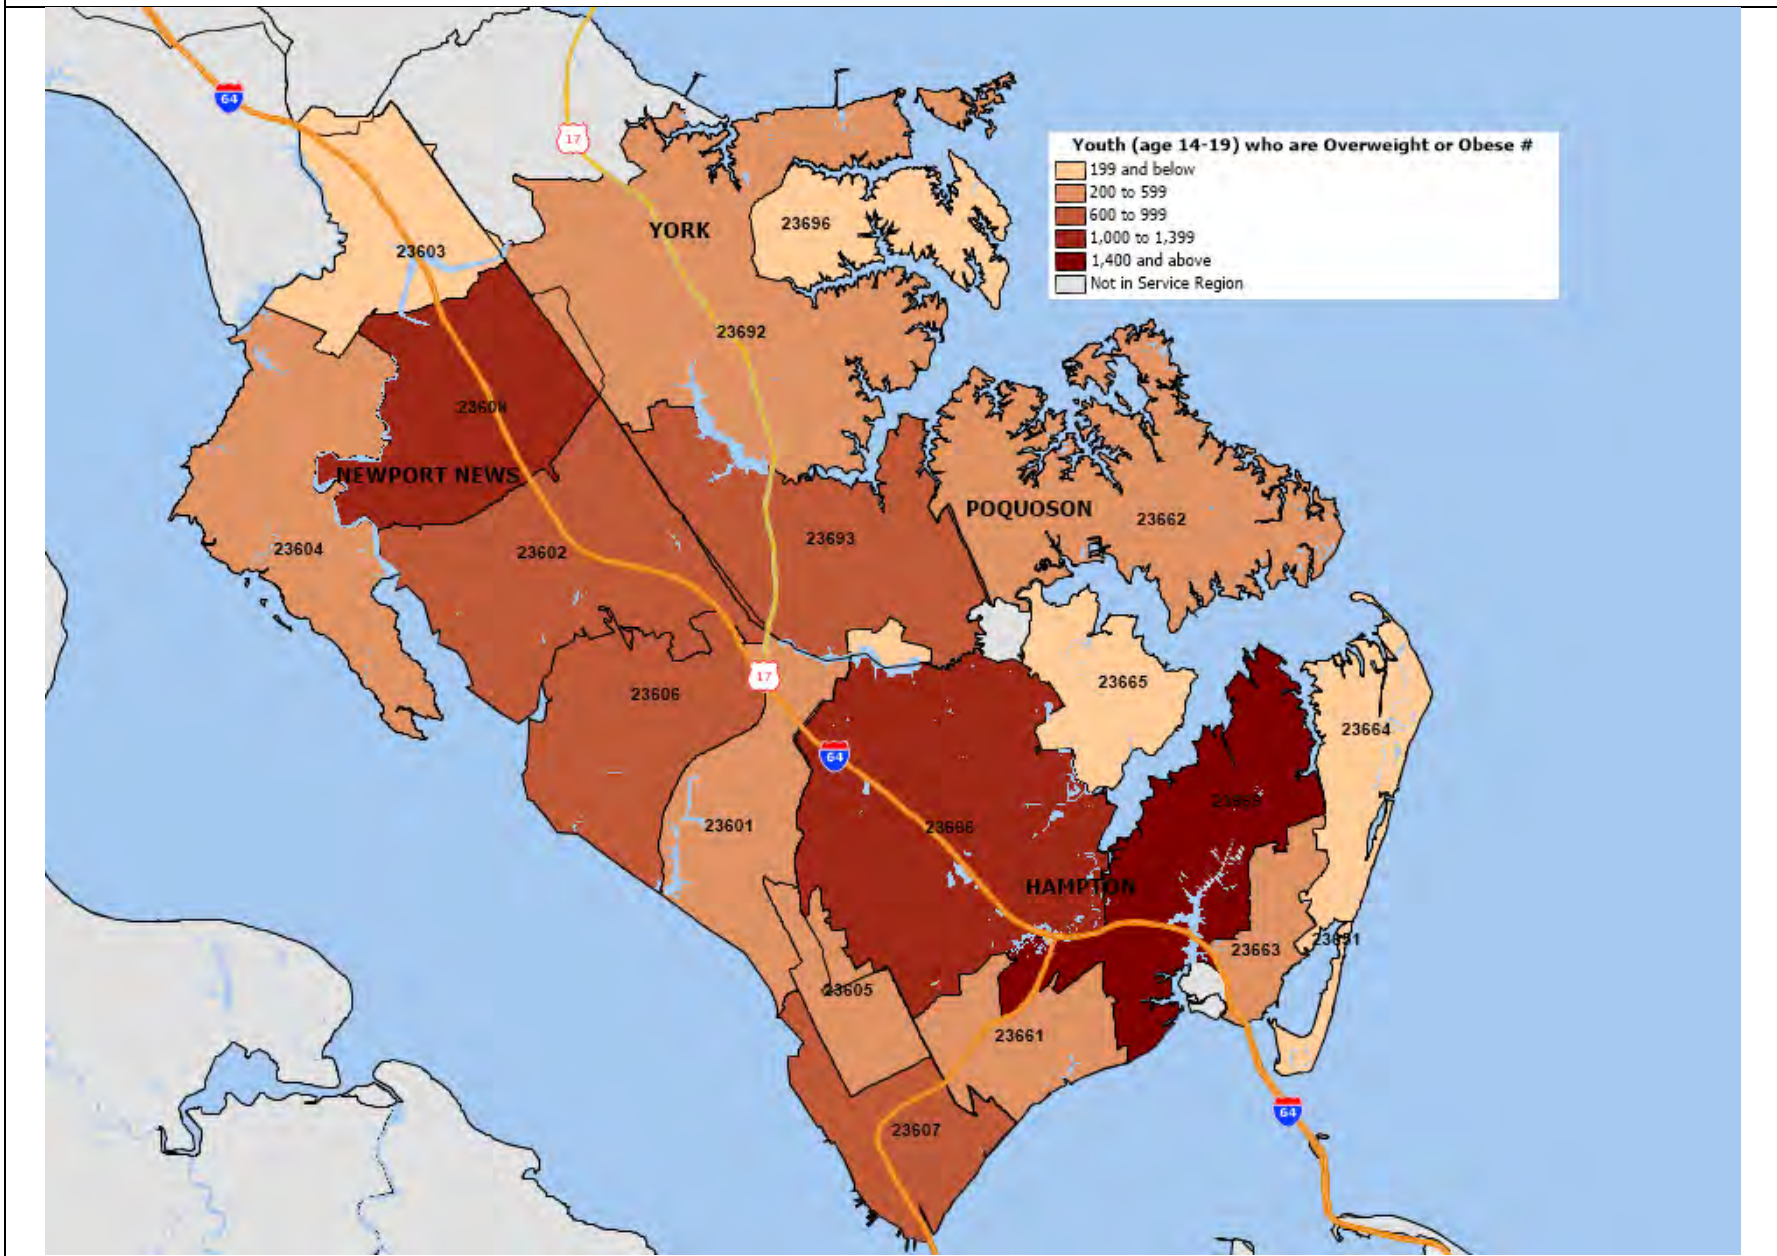 64
17
Youth (age 14-19) who are Overweight or Obese #
199 and below
200 to 599
600 to 999
1,000 to 1,399
1,400 and above
Not in Service Region
23696
YORK
23603
23692
23608
NEWPORT NEWS
POQUOSON
23662
23604
23602
23693
17
23665
23606
23664
64
23601
23666
HAMPTON
23663
23605
23661
64
23607